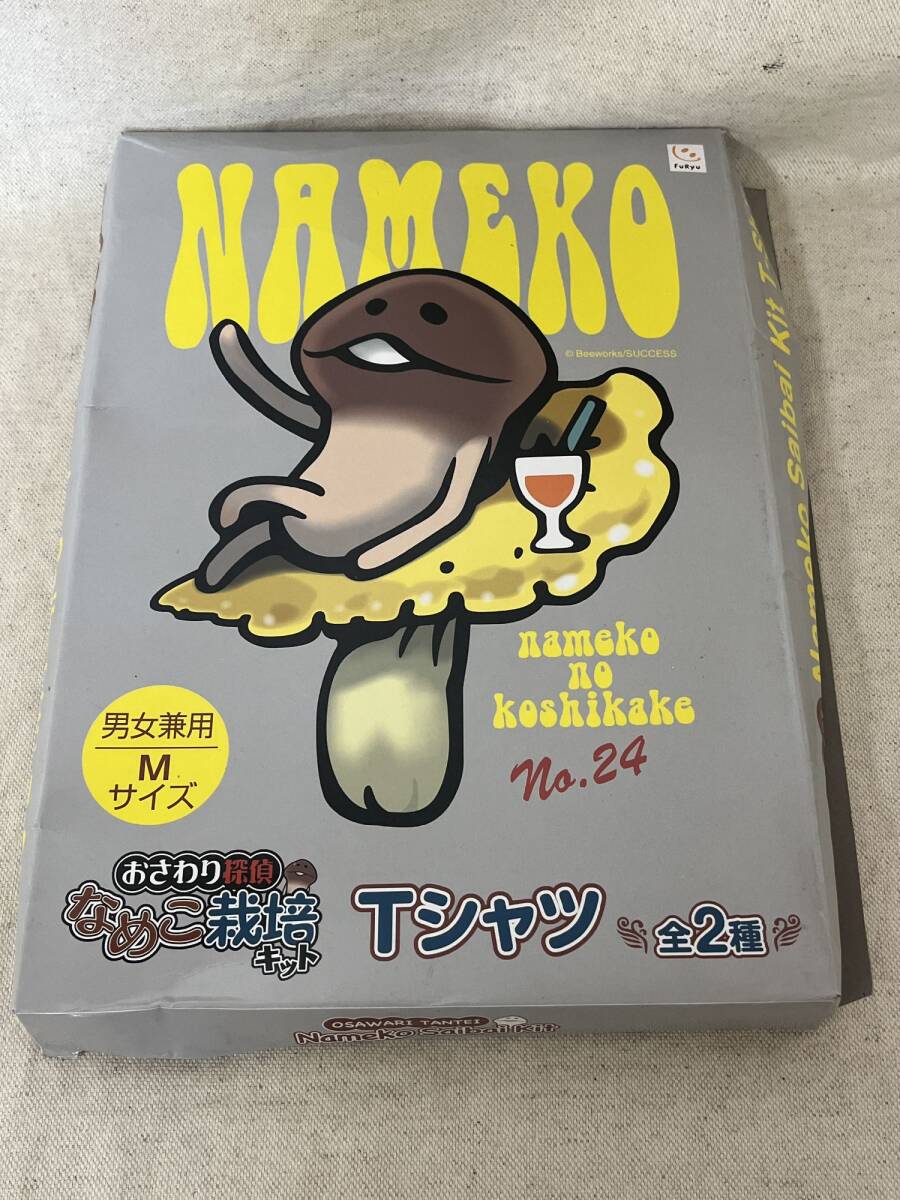 NAMEKO
FuRyu
© Beeworks/SUCCESS
nameko
no
koshikake
No.24
男女兼用
M
サイズ
おさわり探偵
なめこ栽培
キット
Tシャツ
全2種
OSAWARI TANTEI
Nameko Saibai Kit
Nameko Saibai Kit